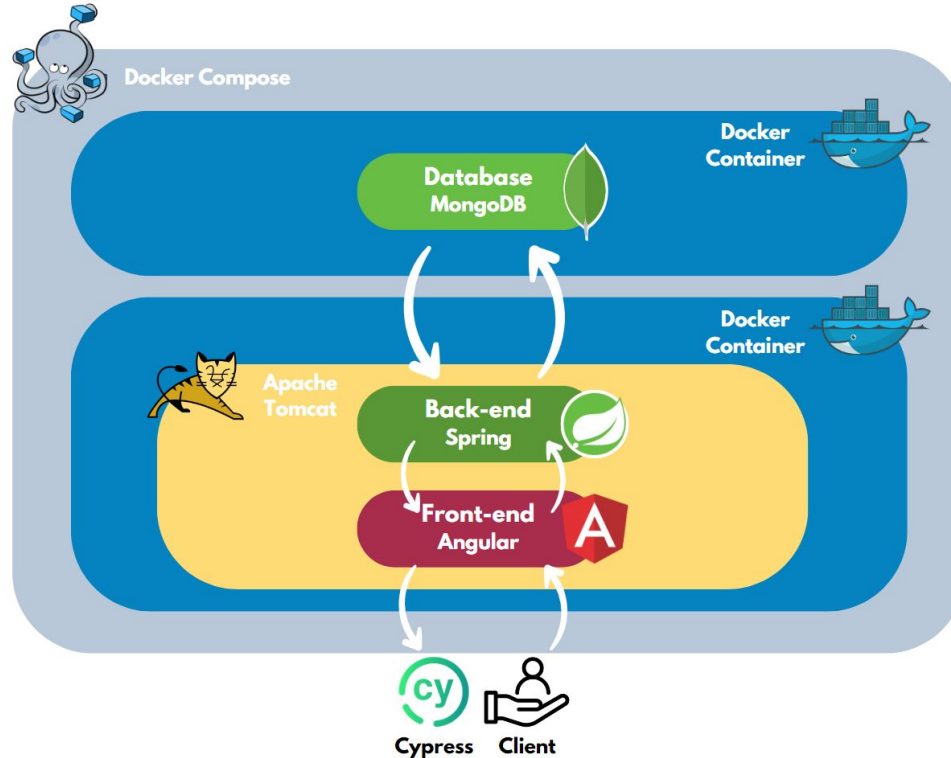 Docker Compose
Docker
Container
Database
MongoDB
Docker
Container
Apache
Tomcat
Back-end
Spring
Front-end
Angular
A
cy
Cypress
Client